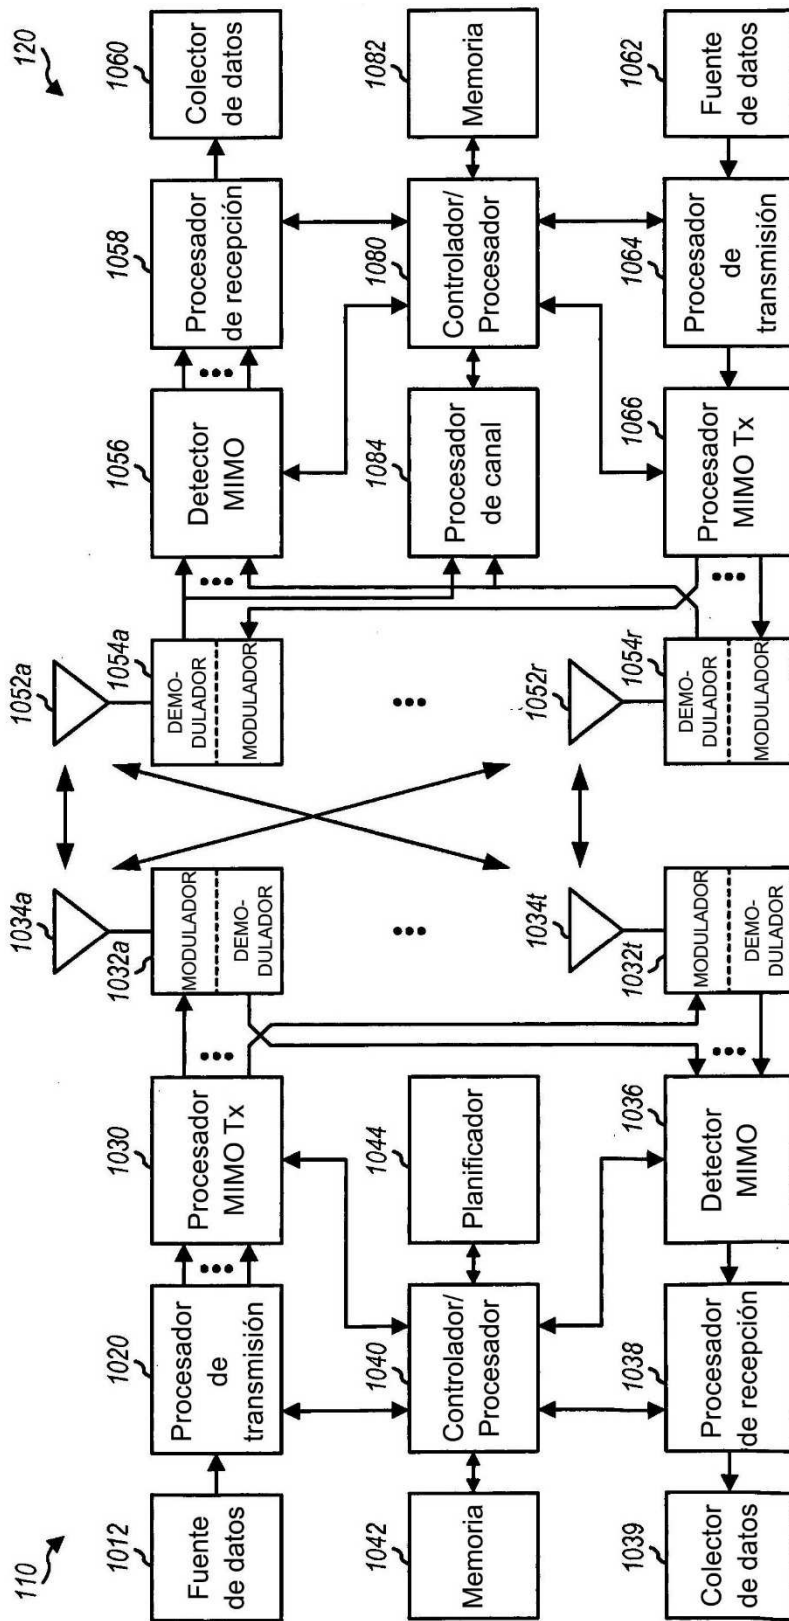 110
120
1012
Fuente
de datos
1020
Procesador
de
transmisión
1030
Procesador
MIMO Tx
1032a
MODULADOR
DEMO-
DULADOR
1034a
1052a
1054a
DEMO-
DULADOR
MODULADOR
1056
Detector
MIMO
1058
Procesador
de recepción
1060
Colector
de datos
1042
Memoria
1040
Controlador/
Procesador
1044
Planificador
1084
Procesador
de canal
1080
Controlador/
Procesador
1082
Memoria
1039
Colector
de datos
1038
Procesador
de recepción
1036
Detector
MIMO
1032t
MODULADOR
DEMO-
DULADOR
1034t
1052r
1054r
DEMO-
DULADOR
MODULADOR
1066
Procesador
MIMO Tx
1064
Procesador
de
transmisión
1062
Fuente
de datos